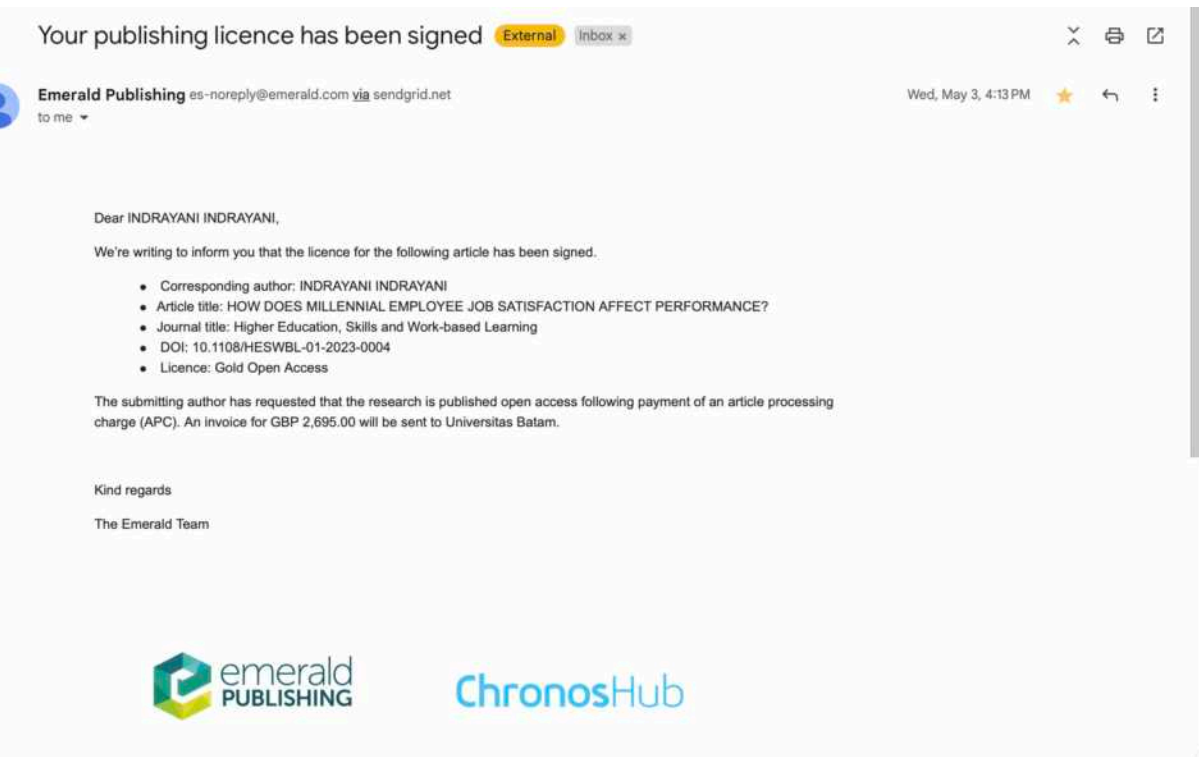 Your publishing licence has been signed External Inbox ×
Emerald Publishing es-noreply@emerald.com via sendgrid.net Wed, May 3, 4:13 PM
to me
Dear INDRAYANI INDRAYANI,
We're writing to inform you that the licence for the following article has been signed.
• Corresponding author: INDRAYANI INDRAYANI
• Article title: HOW DOES MILLENNIAL EMPLOYEE JOB SATISFACTION AFFECT PERFORMANCE?
• Journal title: Higher Education, Skills and Work-based Learning
• DOI: 10.1108/HESWBL-01-2023-0004
• Licence: Gold Open Access
The submitting author has requested that the research is published open access following payment of an article processing
charge (APC). An invoice for GBP 2,695.00 will be sent to Universitas Batam.
Kind regards
The Emerald Team
emerald
PUBLISHING
ChronosHub